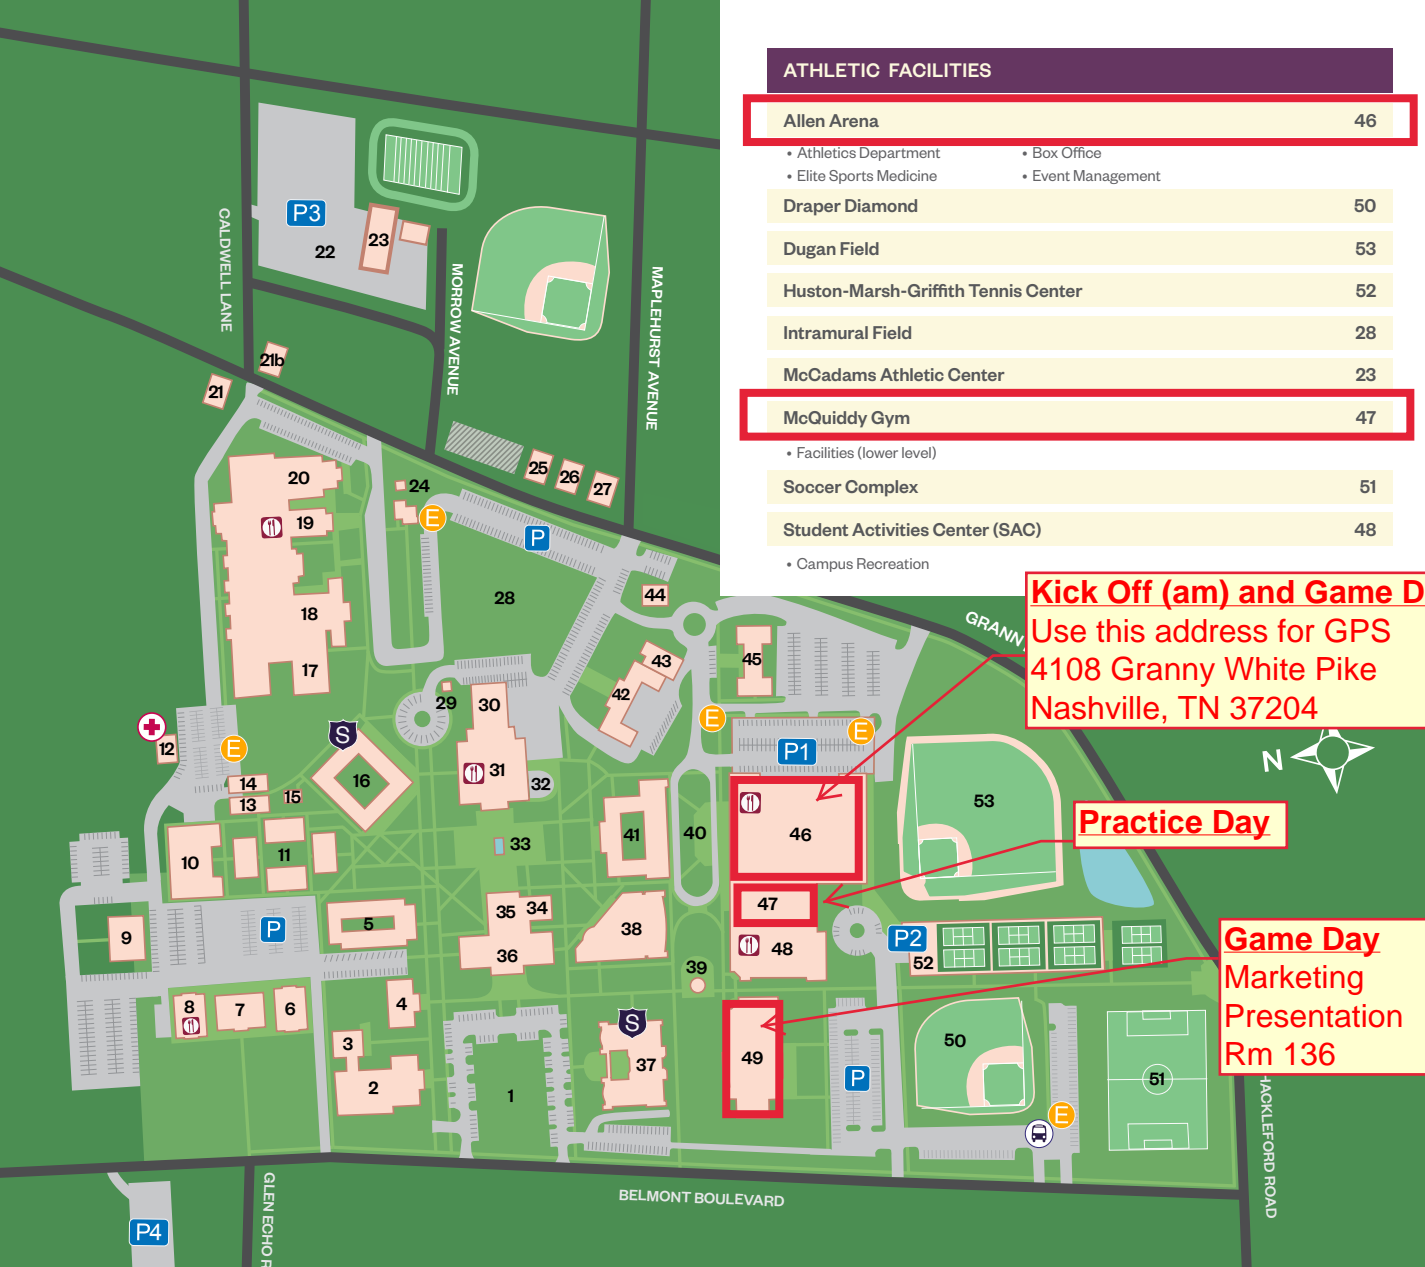 ATHLETIC FACILITIES
Allen Arena 46
• Athletics Department • Box Office
• Elite Sports Medicine • Event Management
Draper Diamond 50
Dugan Field 53
Huston-Marsh-Griffith Tennis Center 52
Intramural Field 28
McCadams Athletic Center 23
McQuiddy Gym 47
• Facilities (lower level)
Soccer Complex 51
Student Activities Center (SAC) 48
• Campus Recreation
Kick Off (am) and Game D
Use this address for GPS
4108 Granny White Pike
Nashville, TN 37204
Practice Day
Game Day
Marketing
Presentation
Rm 136
CALDWELL LANE
MORROW AVENUE
MAPLEHURST AVENUE
GRANN
BELMONT BOULEVARD
GLEN ECHO R
HACKLEFORD ROAD
N
P3
22
23
21b
21
20
19
18
17
24
E
25
26
27
P
28
44
43
42
45
29
30
31
32
S
16
12
E
14
13
15
10
11
33
41
40
E
E
P1
46
53
47
48
P2
52
9
P
5
35
34
36
38
39
8
7
6
4
3
2
1
S
37
49
P
50
51
E
P4